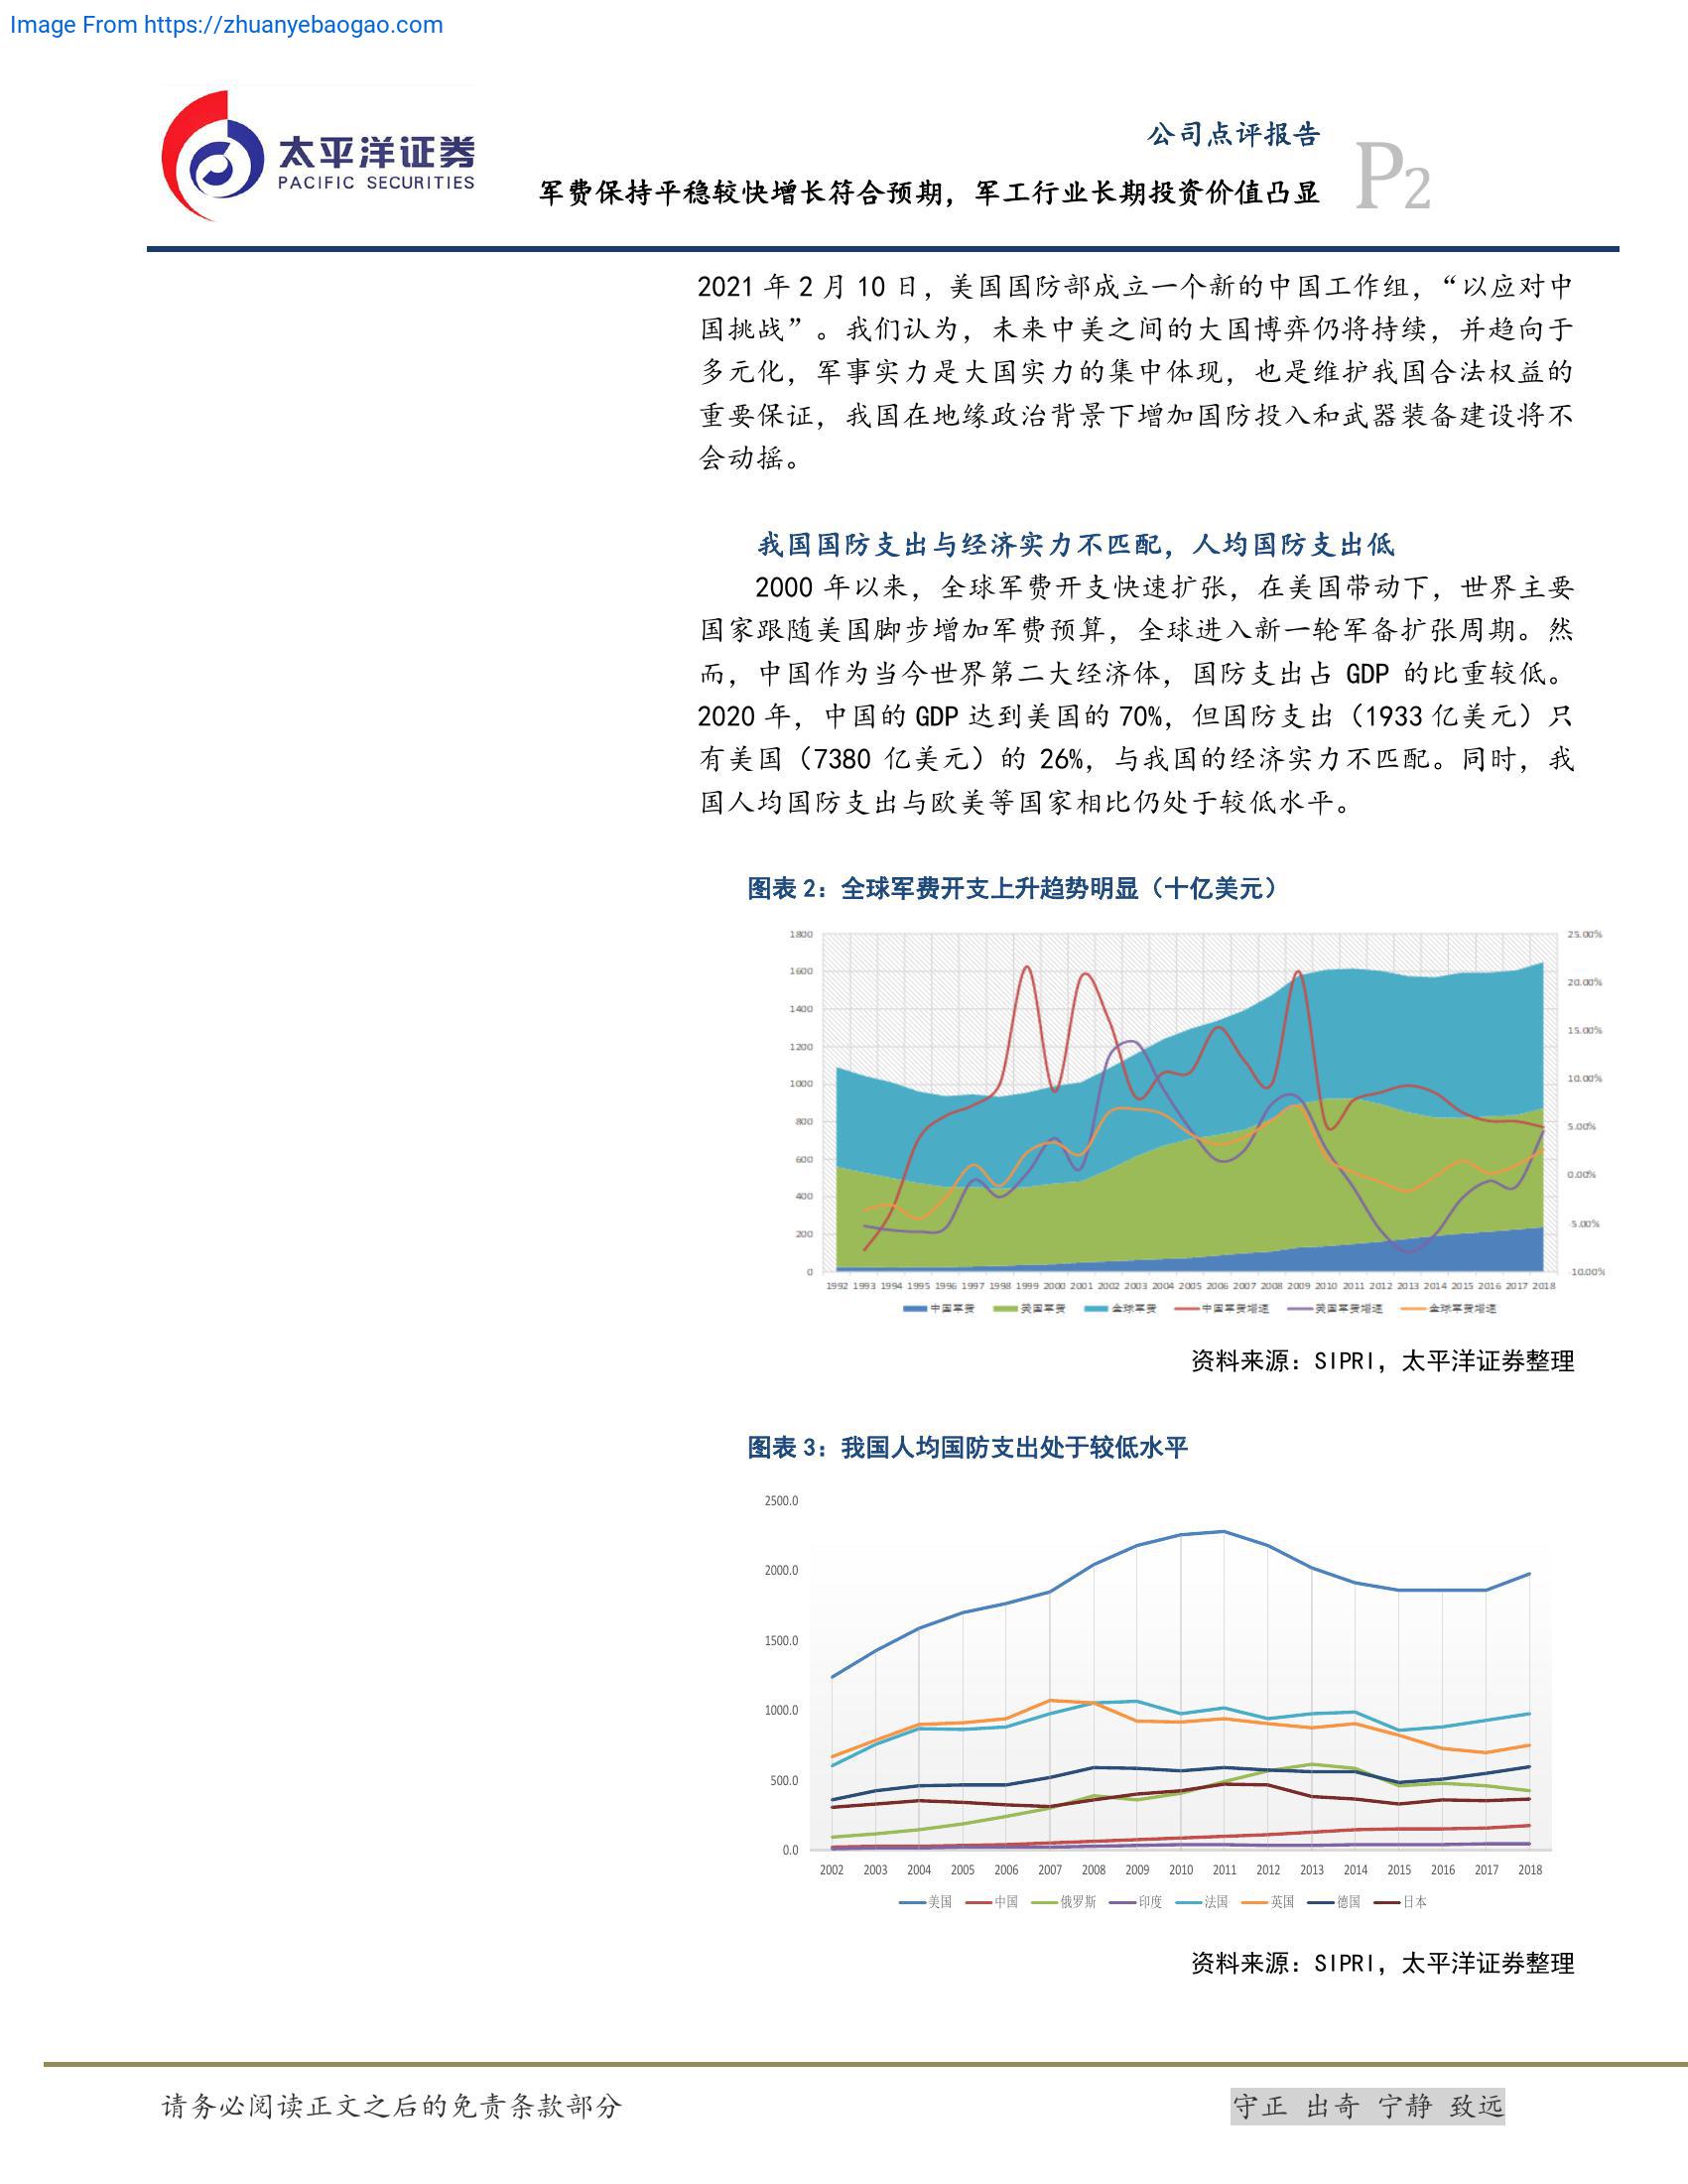 Image From https://zhuanyebaogao.com
太平洋证券
PACIFIC SECURITIES
公司点评报告
军费保持平稳较快增长符合预期，军工行业长期投资价值凸显
P2
2021 年 2 月 10 日，美国国防部成立一个新的中国工作组，“以应对中
国挑战”。我们认为，未来中美之间的大国博弈仍将持续，并趋向于
多元化，军事实力是大国实力的集中体现，也是维护我国合法权益的
重要保证，我国在地缘政治背景下增加国防投入和武器装备建设将不
会动摇。
我国国防支出与经济实力不匹配，人均国防支出低
2000 年以来，全球军费开支快速扩张，在美国带动下，世界主要
国家跟随美国脚步增加军费预算，全球进入新一轮军备扩张周期。然
而，中国作为当今世界第二大经济体，国防支出占 GDP 的比重较低。
2020 年，中国的 GDP 达到美国的 70%，但国防支出（1933 亿美元）只
有美国（7380 亿美元）的 26%，与我国的经济实力不匹配。同时，我
国人均国防支出与欧美等国家相比仍处于较低水平。
图表 2：全球军费开支上升趋势明显（十亿美元）
1800 25.00%
1600 20.00%
1400 15.00%
1200
1000 10.00%
800 5.00%
600 0.00%
400
200 -5.00%
0 -10.00%
1992 1993 1994 1995 1996 1997 1998 1999 2000 2001 2002 2003 2004 2005 2006 2007 2008 2009 2010 2011 2012 2013 2014 2015 2016 2017 2018
中国军费 美国军费 全球军费 中国军费增速 美国军费增速 全球军费增速
资料来源：SIPRI，太平洋证券整理
图表 3：我国人均国防支出处于较低水平
2500.0
2000.0
1500.0
1000.0
500.0
0.0
2002 2003 2004 2005 2006 2007 2008 2009 2010 2011 2012 2013 2014 2015 2016 2017 2018
美国 中国 俄罗斯 印度 法国 英国 德国 日本
资料来源：SIPRI，太平洋证券整理
请务必阅读正文之后的免责条款部分
守正 出奇 宁静 致远